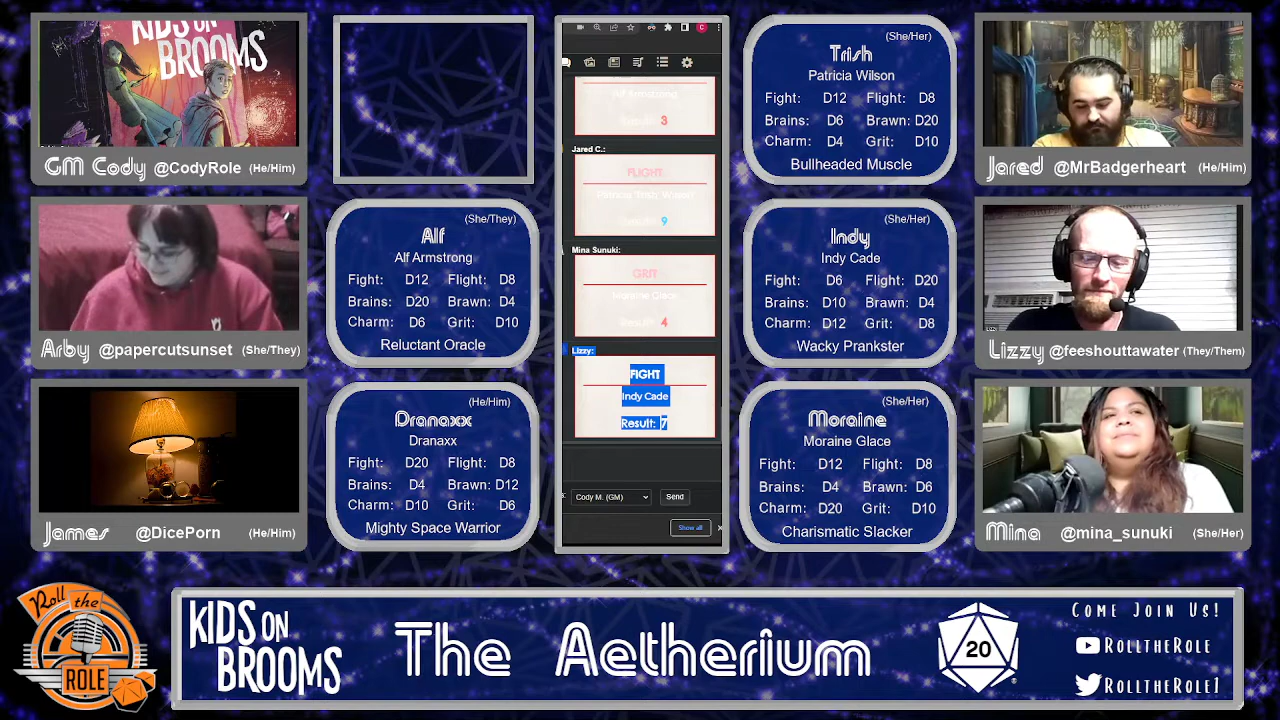 KIDS ON
BROOMS
GM Cody @CodyRole (He/Him)
Arby @papercutsunset (She/They)
James @DicePorn (He/Him)
(She/They)
Alf
Alf Armstrong
Fight: D12 Flight: D8
Brains: D20 Brawn: D4
Charm: D6 Grit: D10
Reluctant Oracle
(He/Him)
Dranaxx
Dranaxx
Fight: D20 Flight: D8
Brains: D4 Brawn: D12
Charm: D10 Grit: D6
Mighty Space Warrior
Alf Armstrong
Result: 3
Jared C.:
FLIGHT
Patricia "Trish" Wilson
Result: 9
Mina Sunuki:
GRIT
Moraine Glace
Result: 4
Lizzy:
FIGHT
Indy Cade
Result: 7
Cody M. (GM)
Send
Show all
(She/Her)
Trish
Patricia Wilson
Fight: D12 Flight: D8
Brains: D6 Brawn: D20
Charm: D4 Grit: D10
Bullheaded Muscle
(She/Her)
Indy
Indy Cade
Fight: D6 Flight: D20
Brains: D10 Brawn: D4
Charm: D12 Grit: D8
Wacky Prankster
(She/Her)
Moraine
Moraine Glace
Fight: D12 Flight: D8
Brains: D4 Brawn: D6
Charm: D20 Grit: D10
Charismatic Slacker
Jared @MrBadgerheart (He/Him)
Lizzy @feeshouttawater (They/Them)
Mina @mina_sunuki (She/Her)
Roll the
ROLE
KIDS ON
BROOMS
The Aetherium
20
COME JOIN US!
ROLLTHEROLE
ROLLTHEROLE1